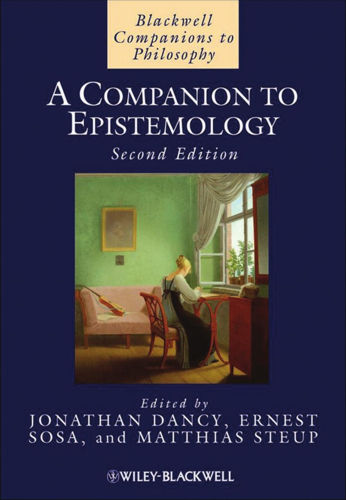 Blackwell
Companions to
Philosophy
A COMPANION TO
EPISTEMOLOGY
Second Edition
Edited by
JONATHAN DANCY, ERNEST
SOSA, and MATTHIAS STEUP
WILEY-BLACKWELL